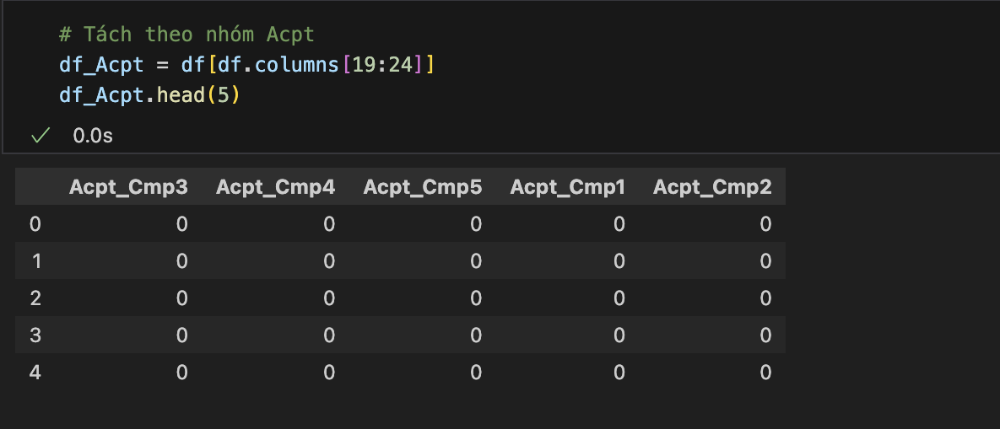 # Tách theo nhóm Acpt
df_Acpt = df[df.columns[19:24]]
df_Acpt.head(5)
0.0s
Acpt_Cmp3 Acpt_Cmp4 Acpt_Cmp5 Acpt_Cmp1 Acpt_Cmp2
0 0 0 0 0 0
1 0 0 0 0 0
2 0 0 0 0 0
3 0 0 0 0 0
4 0 0 0 0 0